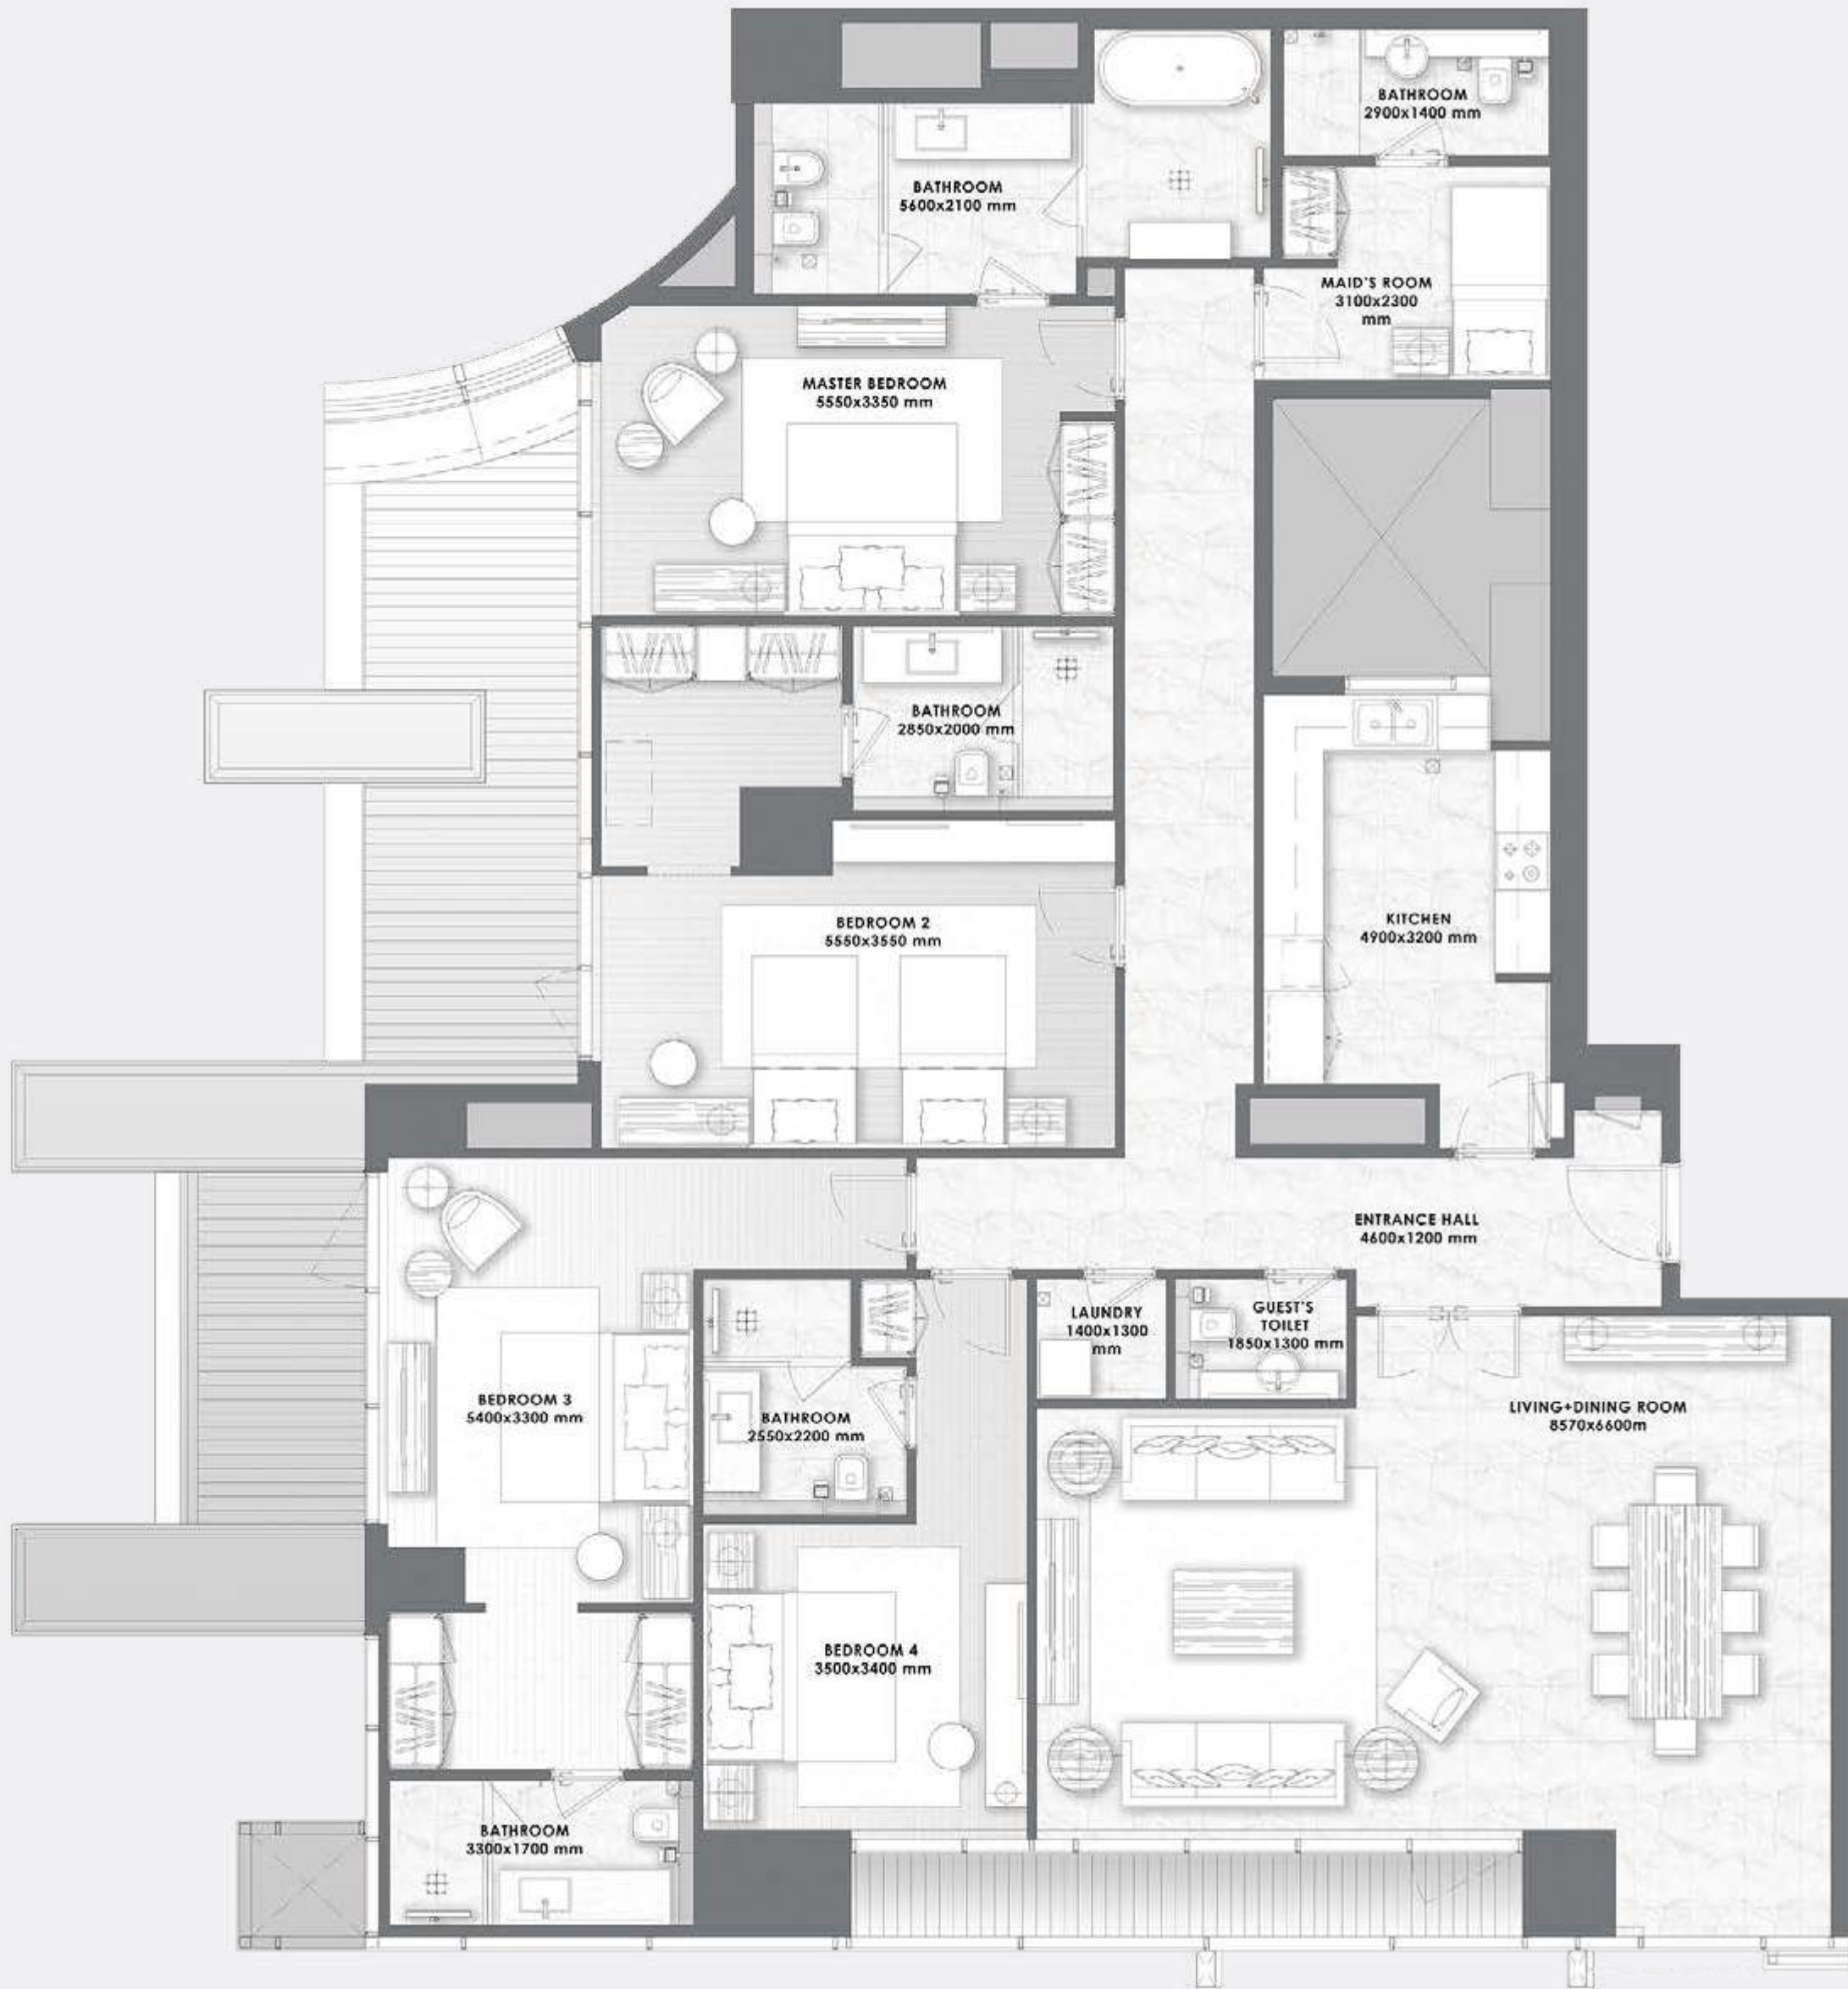 BATHROOM
2900x1400 mm
BATHROOM
5600x2100 mm
MAID'S ROOM
3100x2300
mm
MASTER BEDROOM
5550x3350 mm
BATHROOM
2850x2000 mm
BEDROOM 2
5550x3550 mm
KITCHEN
4900x3200 mm
ENTRANCE HALL
4600x1200 mm
LAUNDRY
1400x1300
mm
GUEST'S
TOILET
1850x1300 mm
BEDROOM 3
5400x3300 mm
BATHROOM
2550x2200 mm
LIVING+DINING ROOM
8570x6600m
BEDROOM 4
3500x3400 mm
BATHROOM
3300x1700 mm